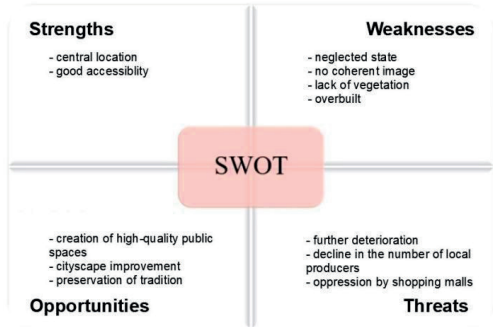 Strengths
- central location
- good accessiblity
Weaknesses
- neglected state
- no coherent image
- lack of vegetation
- overbuilt
SWOT
- creation of high-quality public
spaces
- cityscape improvement
- preservation of tradition
Opportunities
- further deterioration
- decline in the number of local
producers
- oppression by shopping malls
Threats